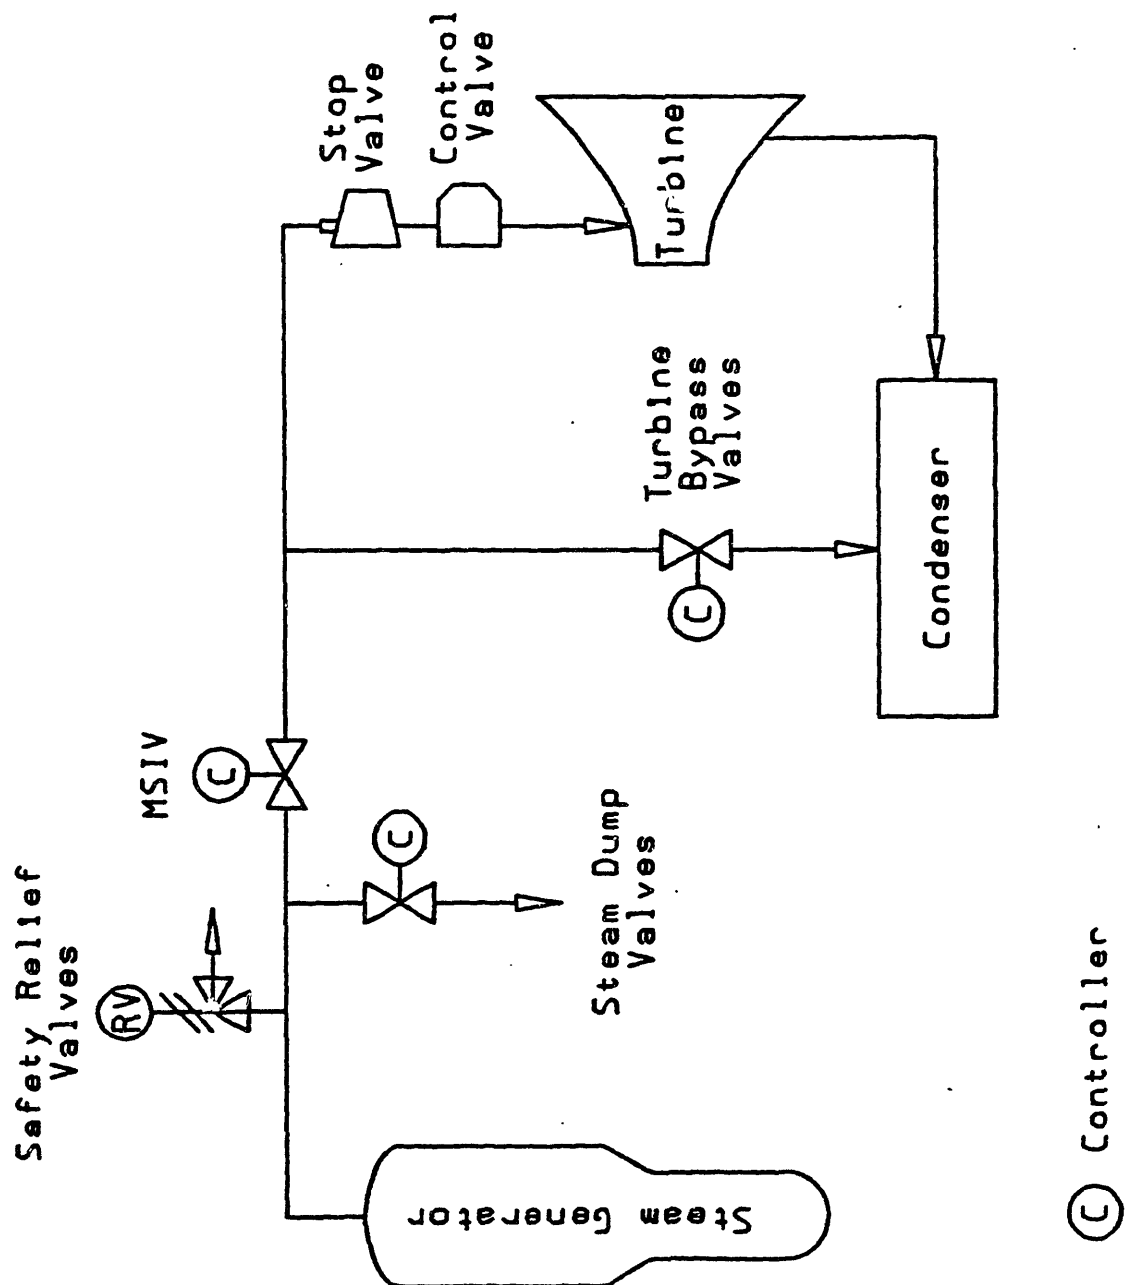 Safety Relief
Valves
RV
MSIV
C
C
Steam Dump
Valves
Stop
Valve
Control
Valve
Turbine
Turbine
Bypass
Valves
C
Condenser
Steam Generator
C Controller